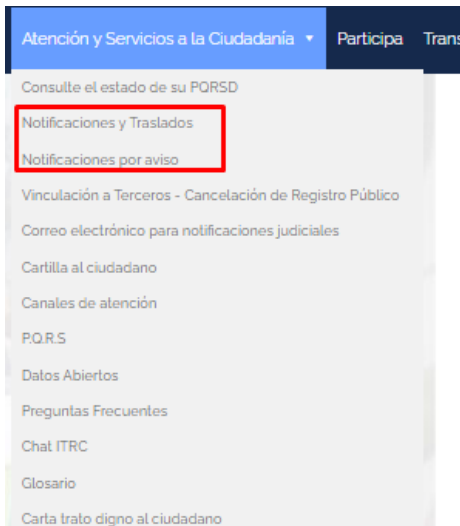 Atención y Servicios a la Ciudadanía ▾ Participa Trans
Consulte el estado de su PQRSD
Notificaciones y Traslados
Notificaciones por aviso
Vinculación a Terceros - Cancelación de Registro Público
Correo electrónico para notificaciones judiciales
Cartilla al ciudadano
Canales de atención
P.Q.R.S
Datos Abiertos
Preguntas Frecuentes
Chat ITRC
Glosario
Carta trato digno al ciudadano